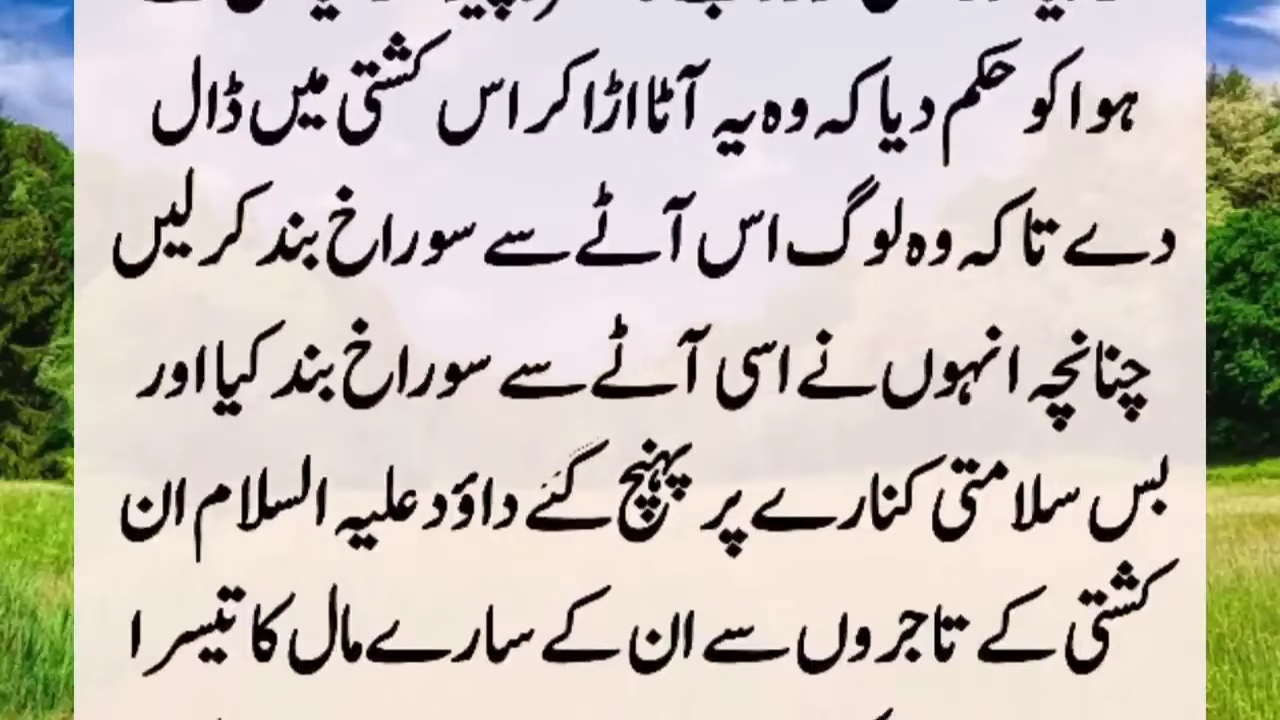 ہوا کو حکم دیا کہ وہ یہ آٹا اڑا کر اس کشتی میں ڈال
دے تا کہ وہ لوگ اس آٹے سے سوراخ بند کر لیں
چنانچہ انہوں نے اسی آٹے سے سوراخ بند کیا اور
بس سلامتی کنارے پر پہنچ گئے داؤد علیہ السلام ان
کشتی کے تاجروں سے ان کے سارے مال کا تیسرا